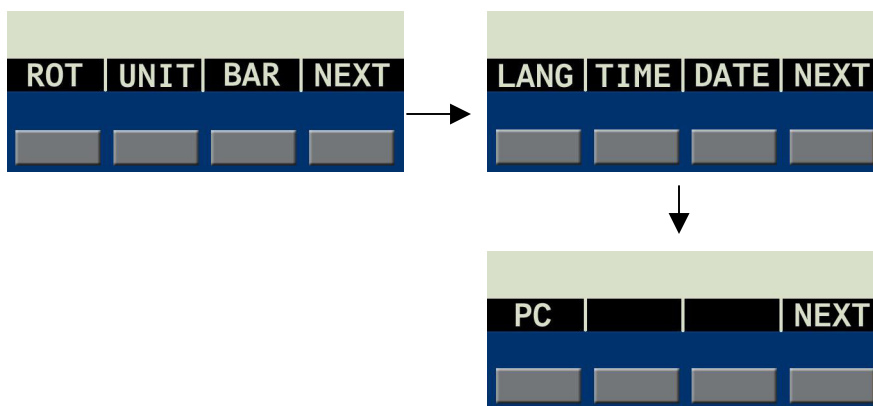 ROT UNIT BAR NEXT
LANG TIME DATE NEXT
PC NEXT